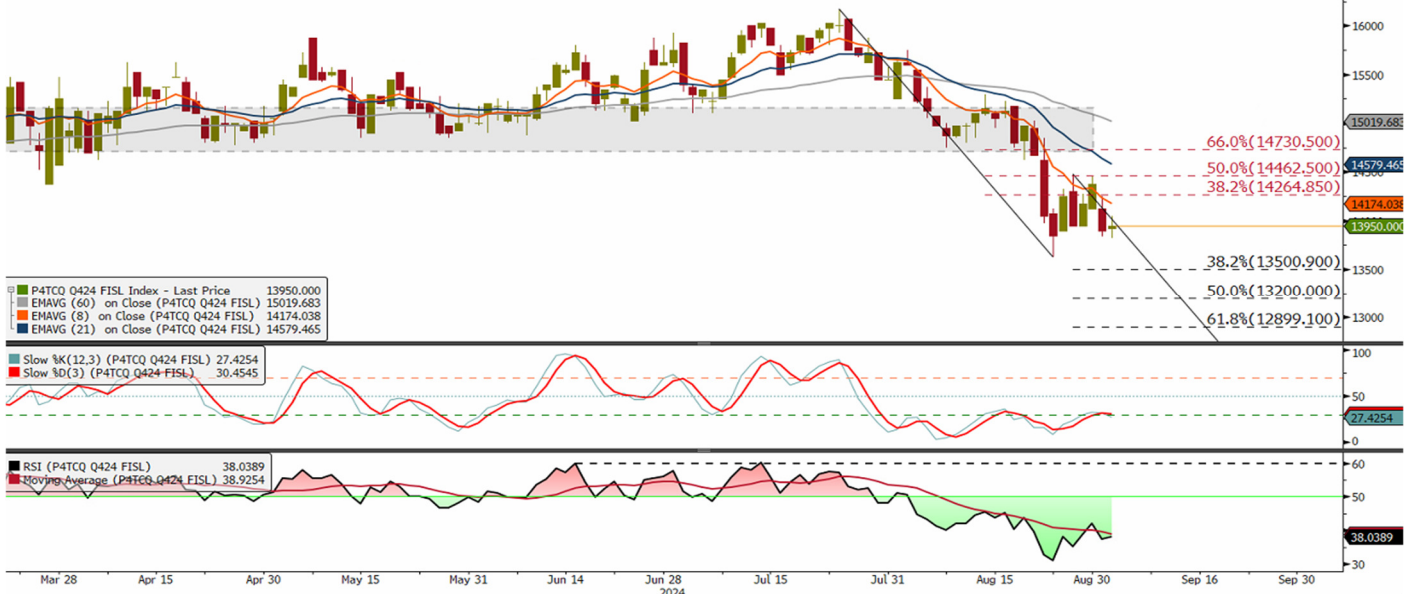 16000
15500
15019.683
66.0%(14730.500)
14579.465
50.0%(14462.500)
14500
38.2%(14264.850)
14174.038
13950.000
38.2%(13500.900)
13500
50.0%(13200.000)
13000
61.8%(12899.100)
P4TCQ Q424 FISL Index - Last Price 13950.000
EMAVG (60) on Close (P4TCQ Q424 FISL) 15019.683
EMAVG (8) on Close (P4TCQ Q424 FISL) 14174.038
EMAVG (21) on Close (P4TCQ Q424 FISL) 14579.465
100
Slow %K(12,3) (P4TCQ Q424 FISL) 27.4254
Slow %D(3) (P4TCQ Q424 FISL) 30.4545
50
27.4254
0
RSI (P4TCQ Q424 FISL) 38.0389
Moving Average (P4TCQ Q424 FISL) 38.9254
60
50
38.0389
30
Mar 28 Apr 15 Apr 30 May 15 May 31 Jun 14 Jun 28 Jul 15 Jul 31 Aug 15 Aug 30 Sep 16 Sep 30
2024